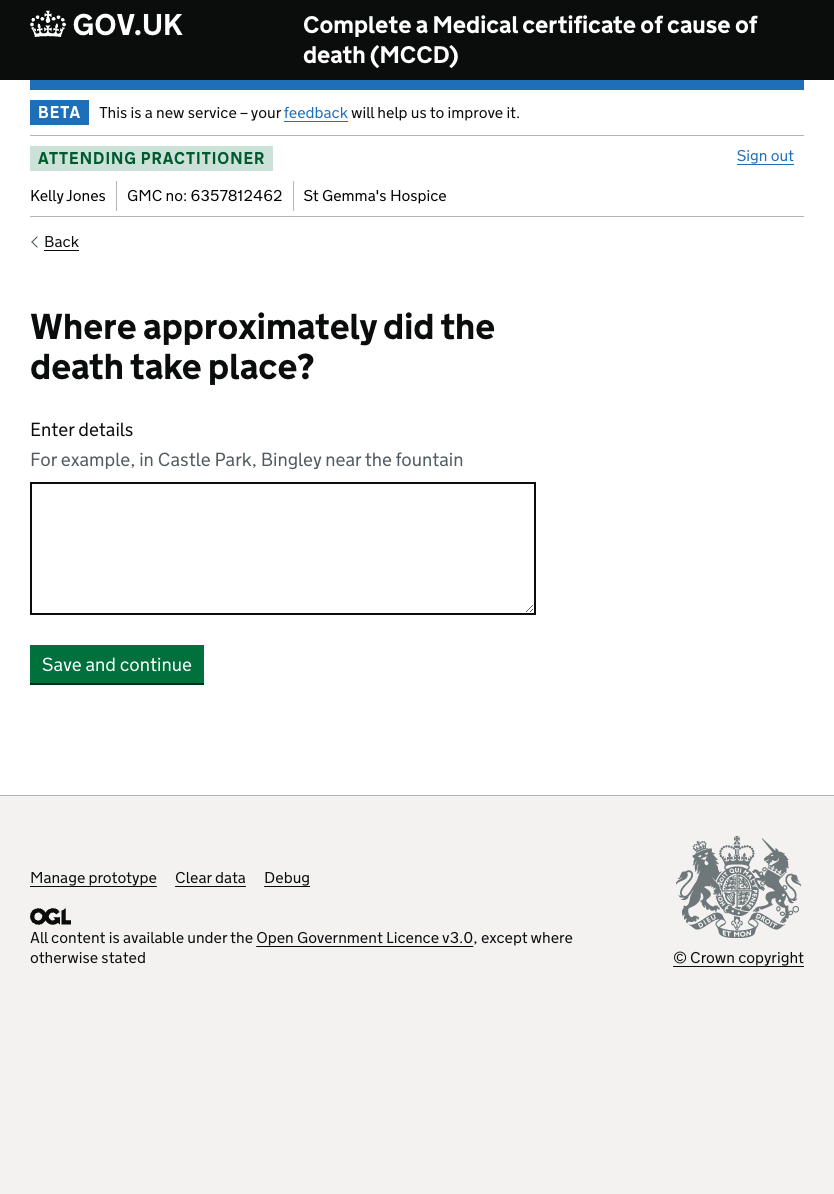 GOV.UK
Complete a Medical certificate of cause of
death (MCCD)
BETA This is a new service – your feedback will help us to improve it.
ATTENDING PRACTITIONER
Sign out
Kelly Jones GMC no: 6357812462 St Gemma's Hospice
Back
Where approximately did the
death take place?
Enter details
For example, in Castle Park, Bingley near the fountain
Save and continue
Manage prototype Clear data Debug
OGL
All content is available under the Open Government Licence v3.0, except where
otherwise stated
DIEU ET MON DROIT
© Crown copyright